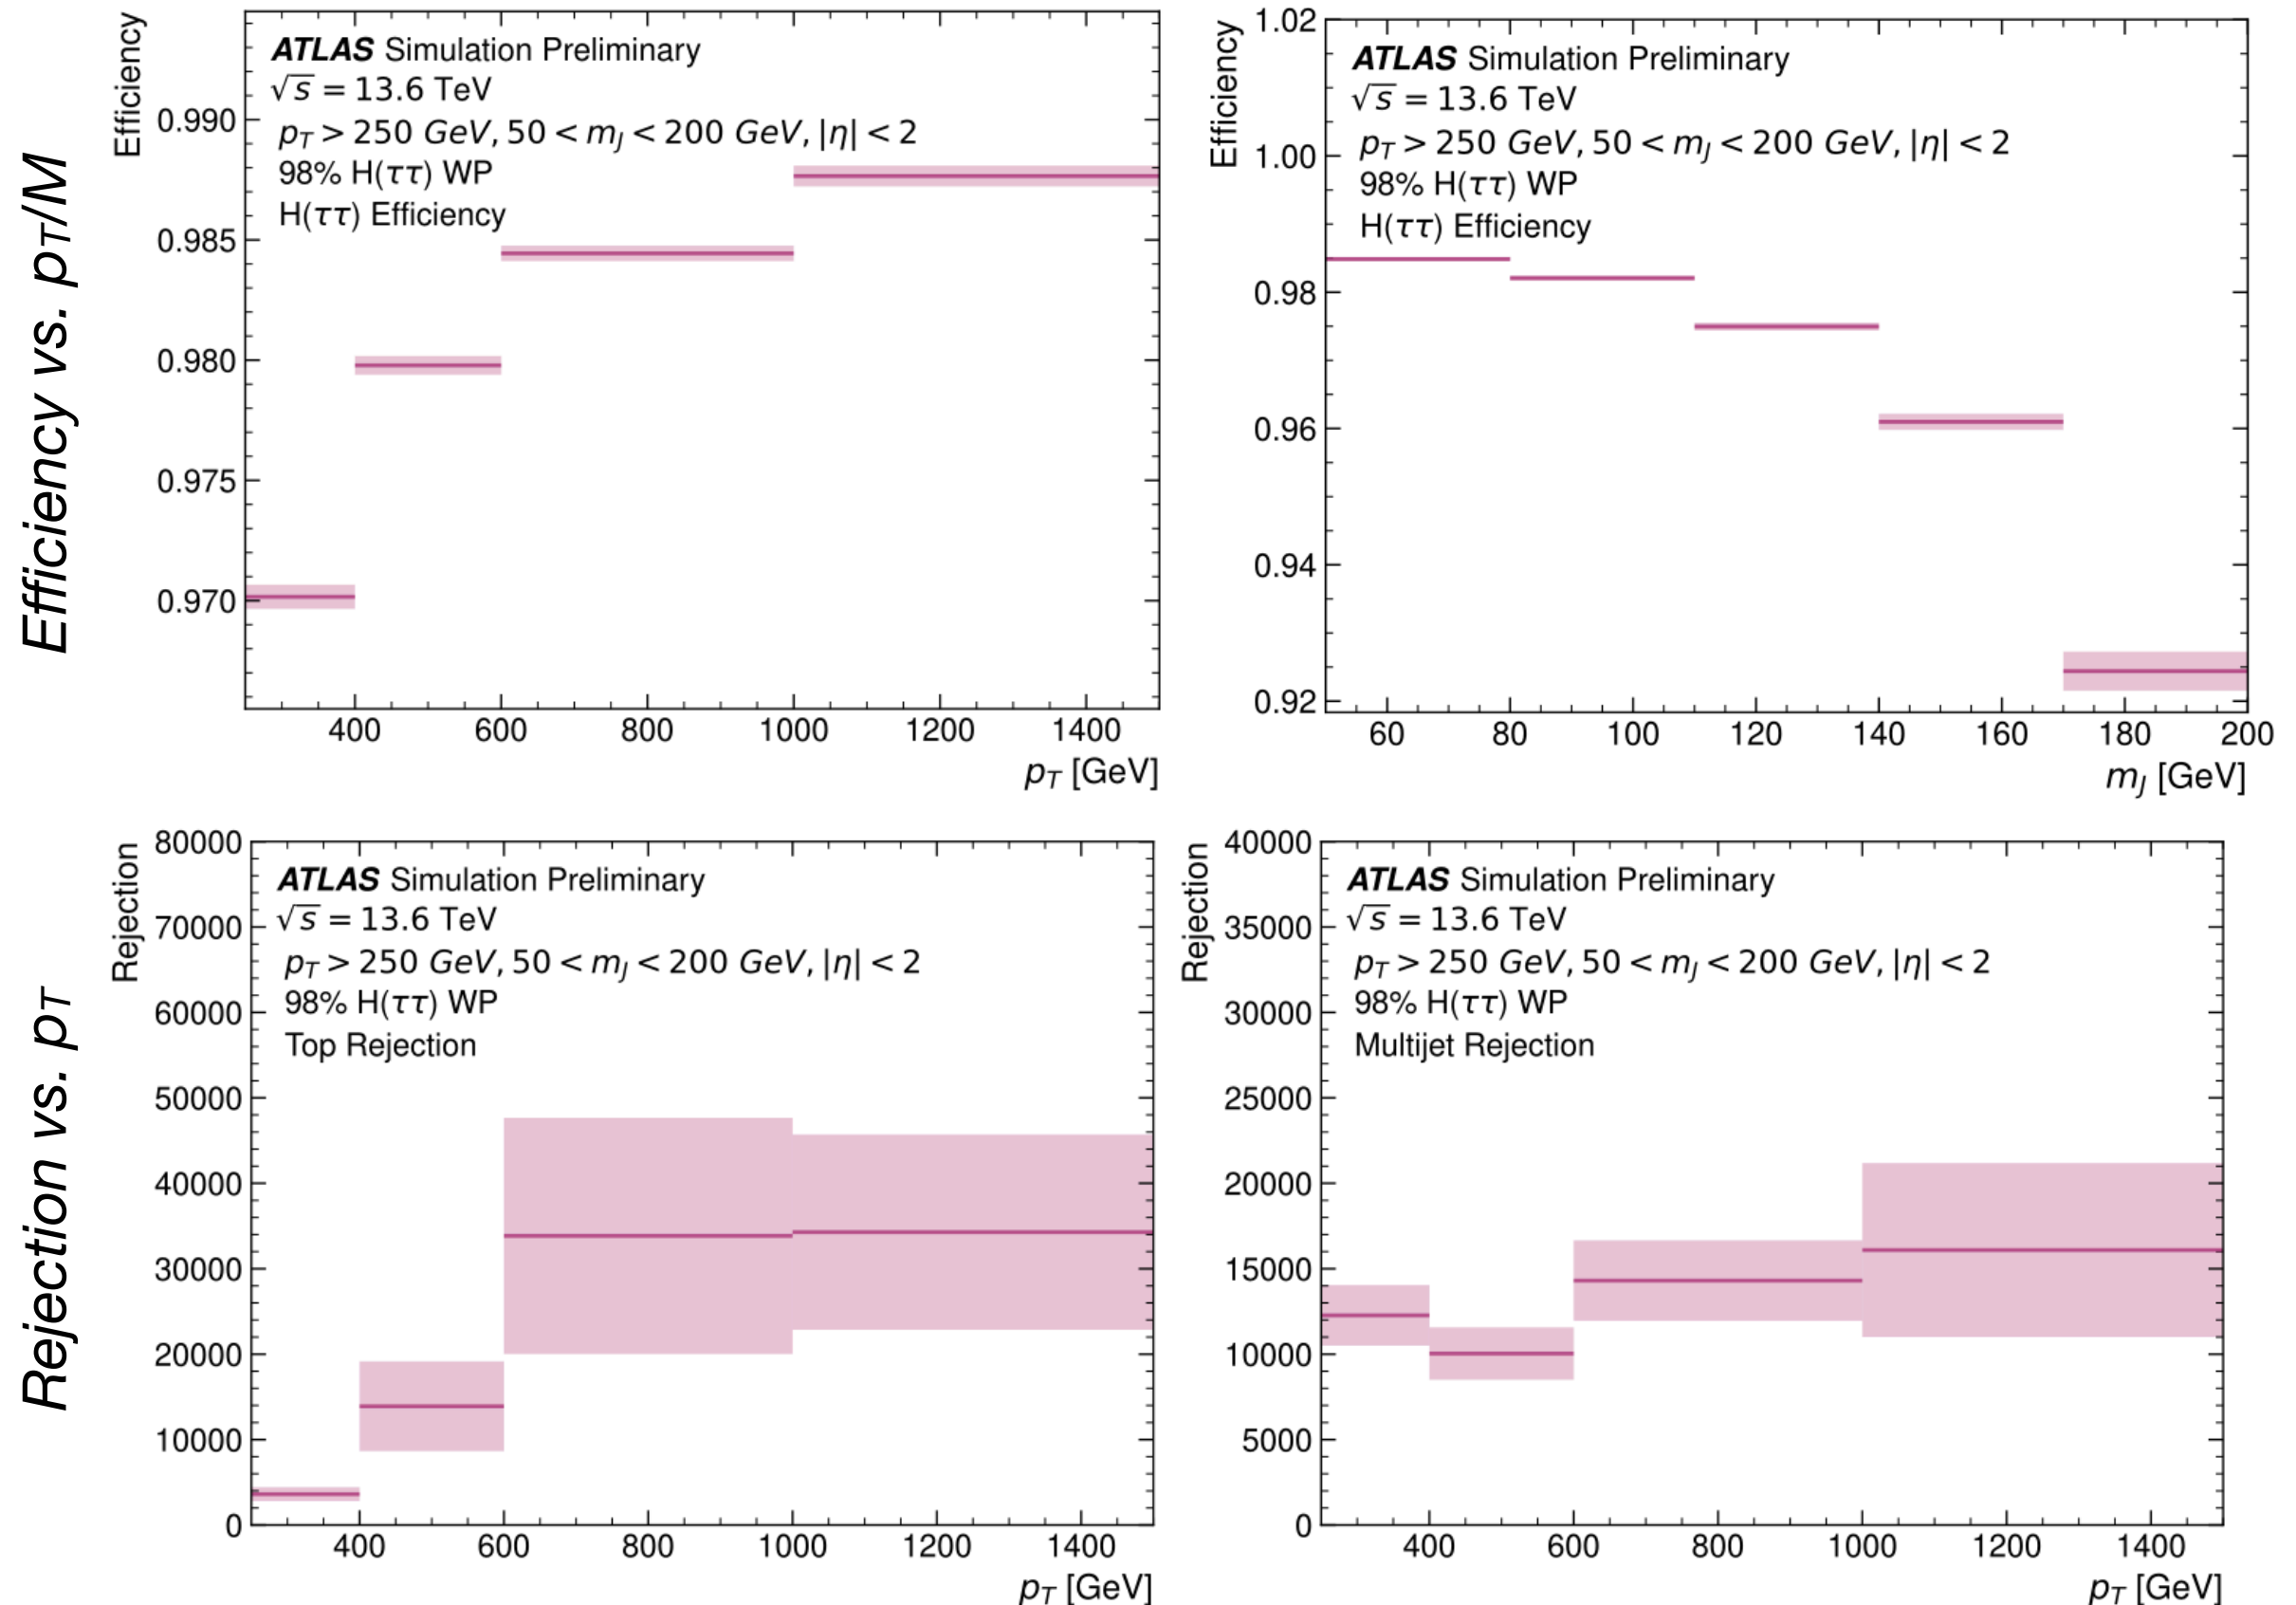 Efficiency vs. pT/M
Efficiency
ATLAS Simulation Preliminary
√s = 13.6 TeV
pT > 250 GeV, 50 < mJ < 200 GeV, |η| < 2
98% H(ττ) WP
H(ττ) Efficiency
0.990
0.985
0.980
0.975
0.970
400 600 800 1000 1200 1400
pT [GeV]
Efficiency
ATLAS Simulation Preliminary
√s = 13.6 TeV
pT > 250 GeV, 50 < mJ < 200 GeV, |η| < 2
98% H(ττ) WP
H(ττ) Efficiency
1.02
1.00
0.98
0.96
0.94
0.92
60 80 100 120 140 160 180 200
mJ [GeV]
Rejection vs. pT
Rejection
ATLAS Simulation Preliminary
√s = 13.6 TeV
pT > 250 GeV, 50 < mJ < 200 GeV, |η| < 2
98% H(ττ) WP
Top Rejection
80000
70000
60000
50000
40000
30000
20000
10000
0
400 600 800 1000 1200 1400
pT [GeV]
Rejection
ATLAS Simulation Preliminary
√s = 13.6 TeV
pT > 250 GeV, 50 < mJ < 200 GeV, |η| < 2
98% H(ττ) WP
Multijet Rejection
40000
35000
30000
25000
20000
15000
10000
5000
0
400 600 800 1000 1200 1400
pT [GeV]